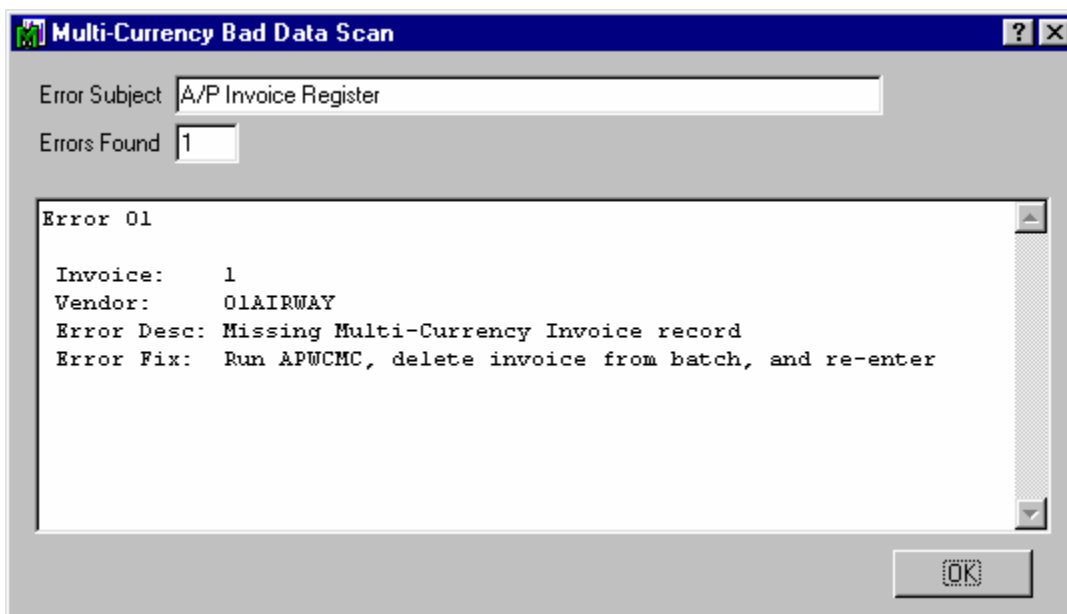 Multi-Currency Bad Data Scan
Error Subject A/P Invoice Register
Errors Found 1
Error 01
Invoice: 1
Vendor: 01AIRWAY
Error Desc: Missing Multi-Currency Invoice record
Error Fix: Run APWCMC, delete invoice from batch, and re-enter
OK